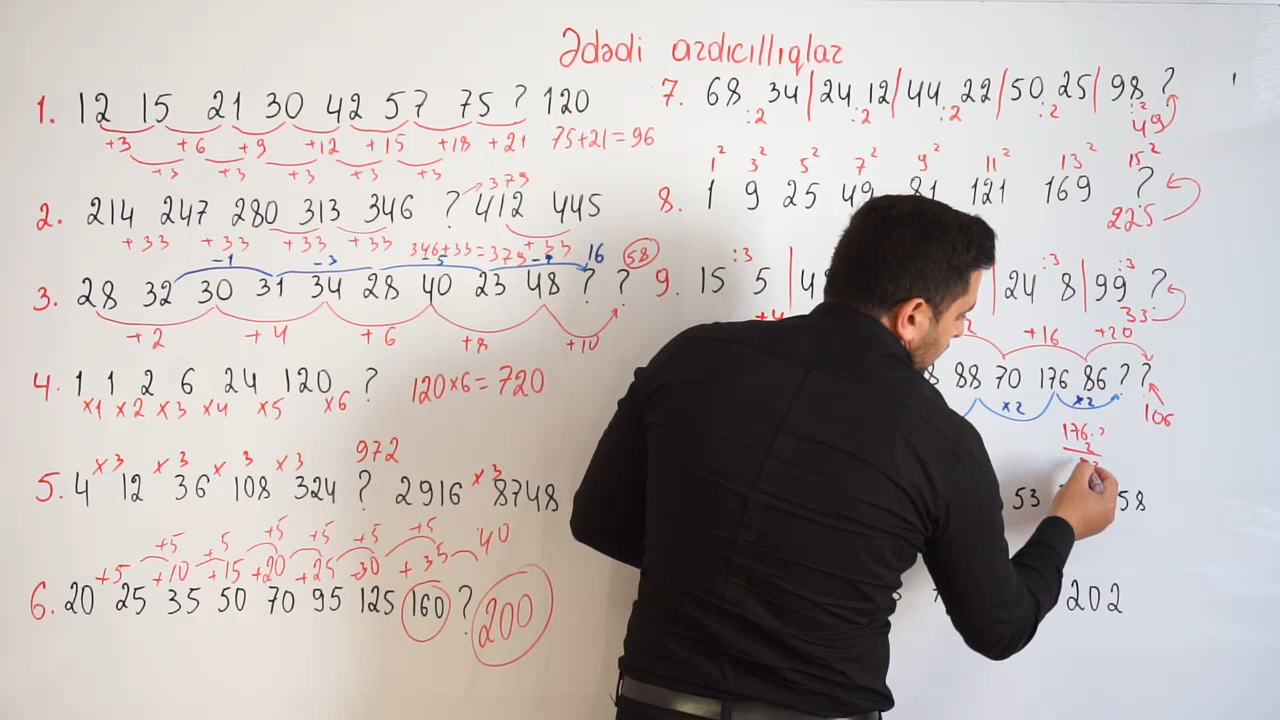 Ədədi ardıcıllıqlar
1. 12 15 21 30 42 57 75 ? 120
+3 +6 +9 +12 +15 +18 +21 75+21=96
+3 +3 +3 +3 +3
379
2. 214 247 280 313 346 ? 412 445
+33 +33 +33 +33 346+33=379 +33
-1 -3 -5 -7 16 58
3. 28 32 30 31 34 28 40 23 48 ? ?
+2 +4 +6 +8 +10
4. 1 1 2 6 24 120 ? 120×6=720
×1 ×2 ×3 ×4 ×5 ×6
×3 ×3 ×3 ×3 972 ×3
5. 4 12 36 108 324 ? 2916 8748
+5 +5 +5 +5 +5 +5
+5 +10 +15 +20 +25 +30 +35 40
6. 20 25 35 50 70 95 125 160 ? 200
7. 68 34 | 24 12 | 44 22 | 50 25 | 98 ?
:2 :2 :2 :2 :2
49
1² 3² 5² 7² 9² 11² 13² 15²
8. 1 9 25 49 81 121 169 ?
225
:3 :3 :3
9. 15 5 | 24 8 | 99 ?
33
+4 +16 +20
88 70 176 86 ? ?
×2 ×2
106
176
2
53 58
202